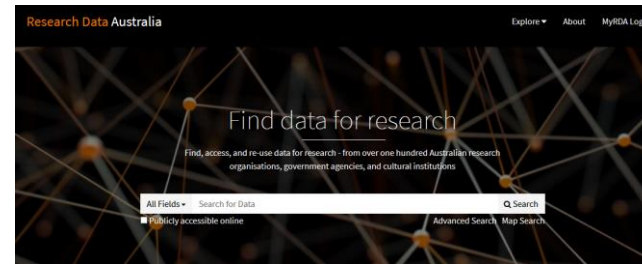 Research Data Australia
Explore About MyRDA Log
Find data for research
Find, access, and re-use data for research - from over one hundred Australian research
organisations, government agencies, and cultural institutions
All Fields Search for Data Search
Publicly accessible online Advanced Search Map Search